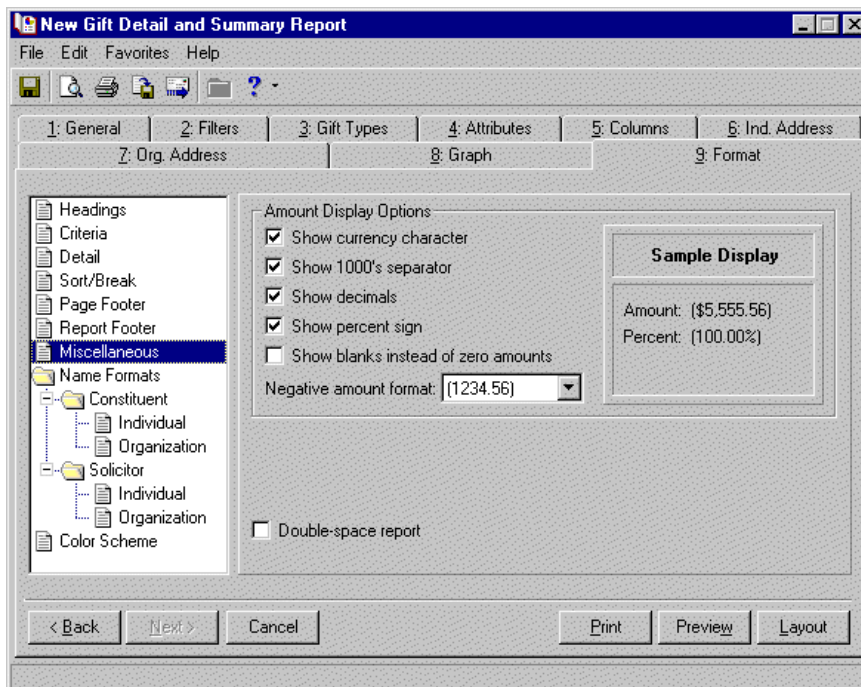 New Gift Detail and Summary Report
File Edit Favorites Help
1: General 2: Filters 3: Gift Types 4: Attributes 5: Columns 6: Ind. Address
7: Org. Address 8: Graph 9: Format
Headings
Criteria
Detail
Sort/Break
Page Footer
Report Footer
Miscellaneous
Name Formats
Constituent
Individual
Organization
Solicitor
Individual
Organization
Color Scheme
Amount Display Options
Show currency character
Show 1000's separator
Show decimals
Show percent sign
Show blanks instead of zero amounts
Negative amount format: (1234.56)
Sample Display
Amount: ($5,555.56)
Percent: (100.00%)
Double-space report
< Back Next > Cancel Print Preview Layout